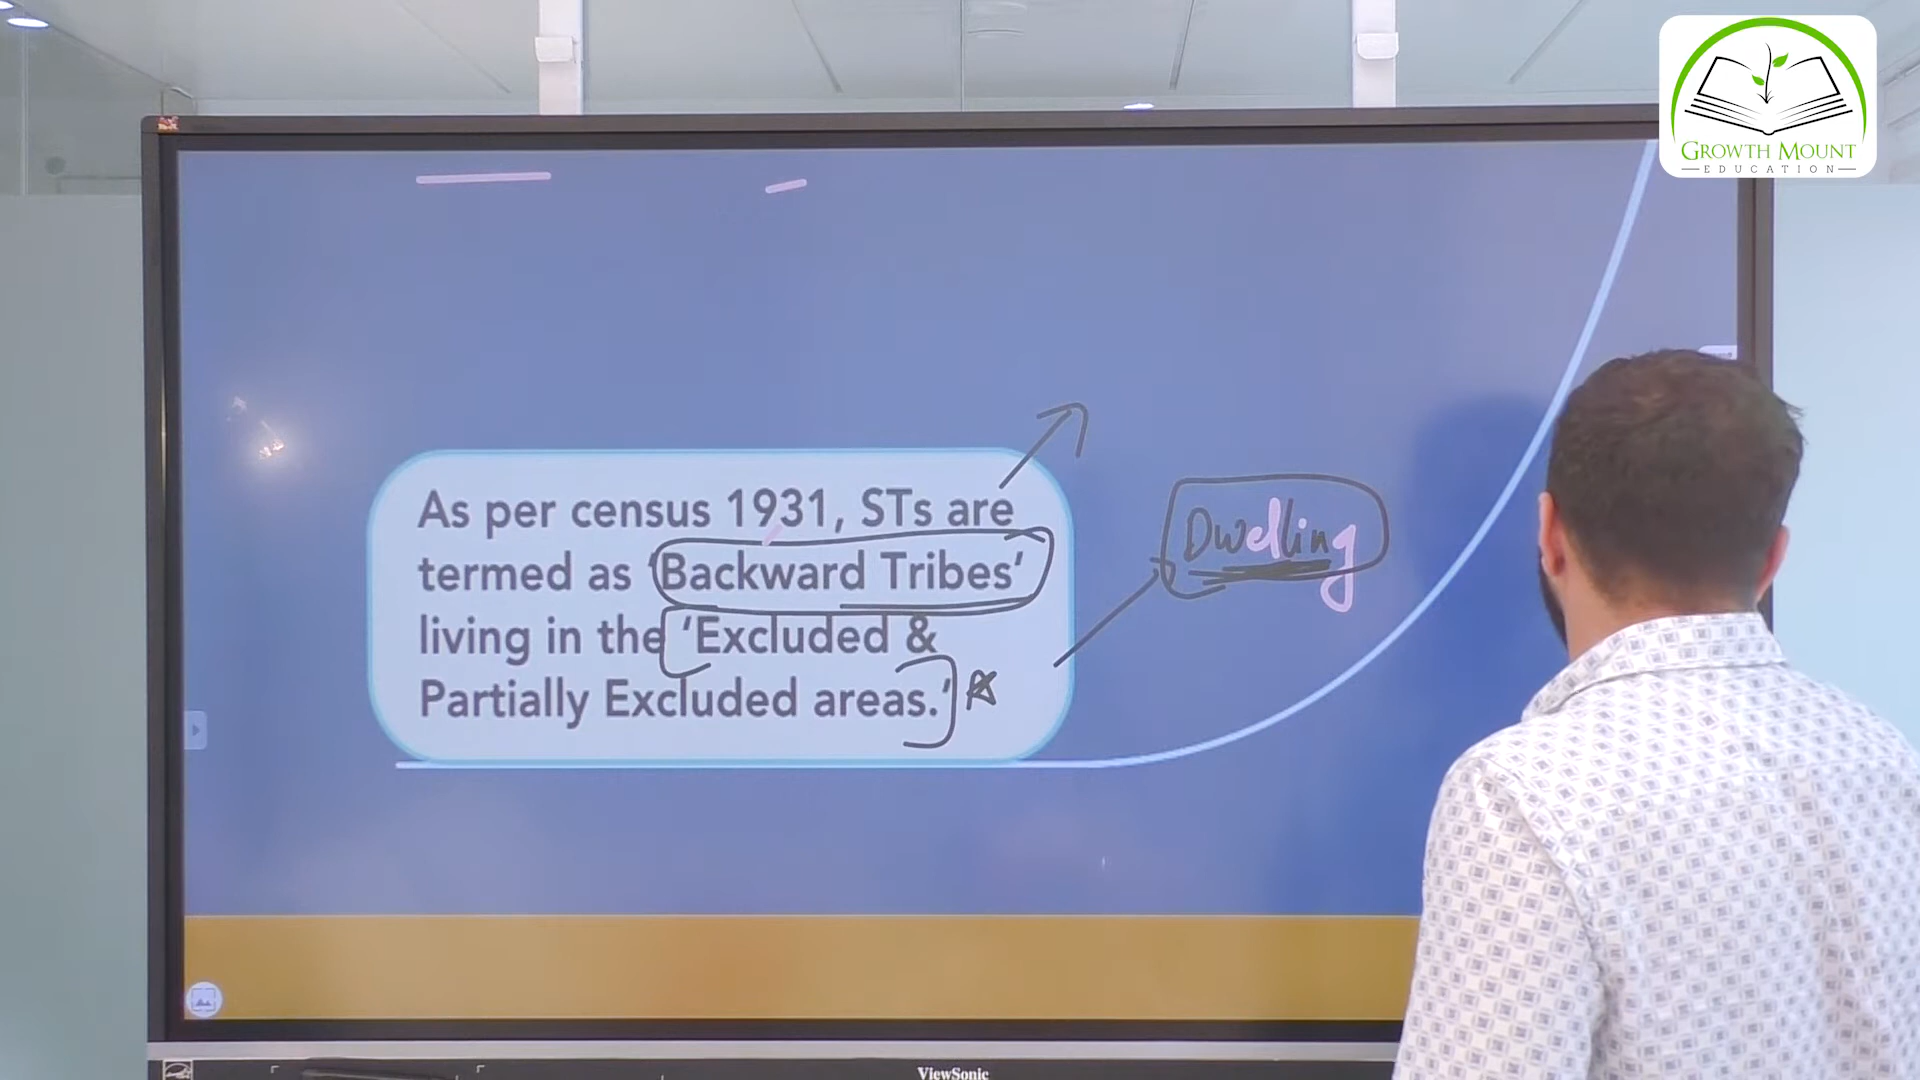 GROWTH MOUNT
EDUCATION
As per census 1931, STs are
termed as 'Backward Tribes'
living in the 'Excluded &
Partially Excluded areas.'
Dwelling
ViewSonic